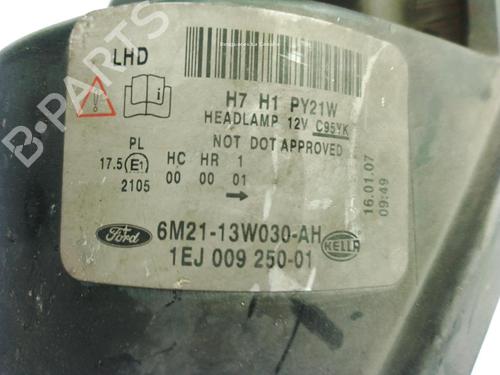 LHD
H7 H1 PY21W
HEADLAMP 12V C95YK
NOT DOT APPROVED
PL HC HR 1
17.5 E1 00 00 01
2105
16.01.07
09:49
Ford 6M21-13W030-AH HELLA
1EJ 009 250-01
B-PARTS